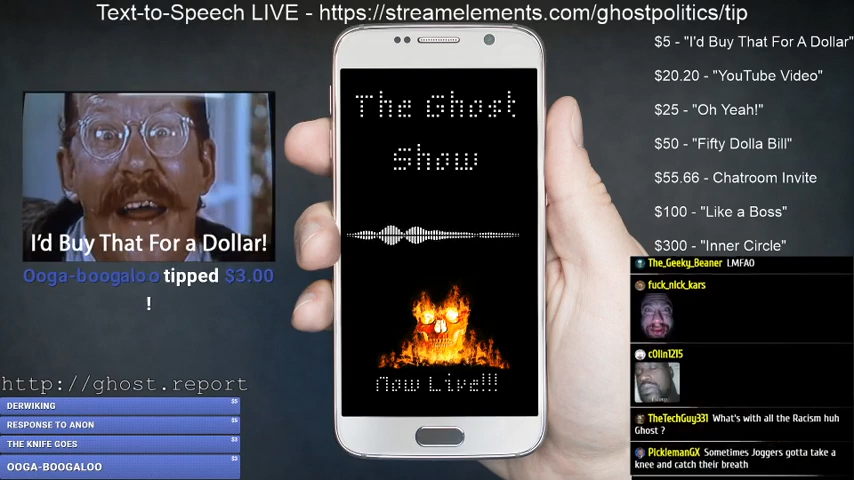 Text-to-Speech LIVE - https://streamelements.com/ghostpolitics/tip
$5 - "I'd Buy That For A Dollar"
$20.20 - "YouTube Video"
$25 - "Oh Yeah!"
$50 - "Fifty Dolla Bill"
$55.66 - Chatroom Invite
$100 - "Like a Boss"
$300 - "Inner Circle"
The Ghost
Show
Now Live!!!
I'd Buy That For a Dollar!
Ooga-boogaloo tipped $3.00
!
http://ghost.report
DERWIKING $5
RESPONSE TO ANON $5
THE KNIFE GOES $3
OOGA-BOOGALOO $3
The_Geeky_Beaner LMFAO
fuck_nick_kars
c0lin1215
TheTechGuy331 What's with all the Racism huh
Ghost ?
PicklemanGX Sometimes Joggers gotta take a
knee and catch their breath